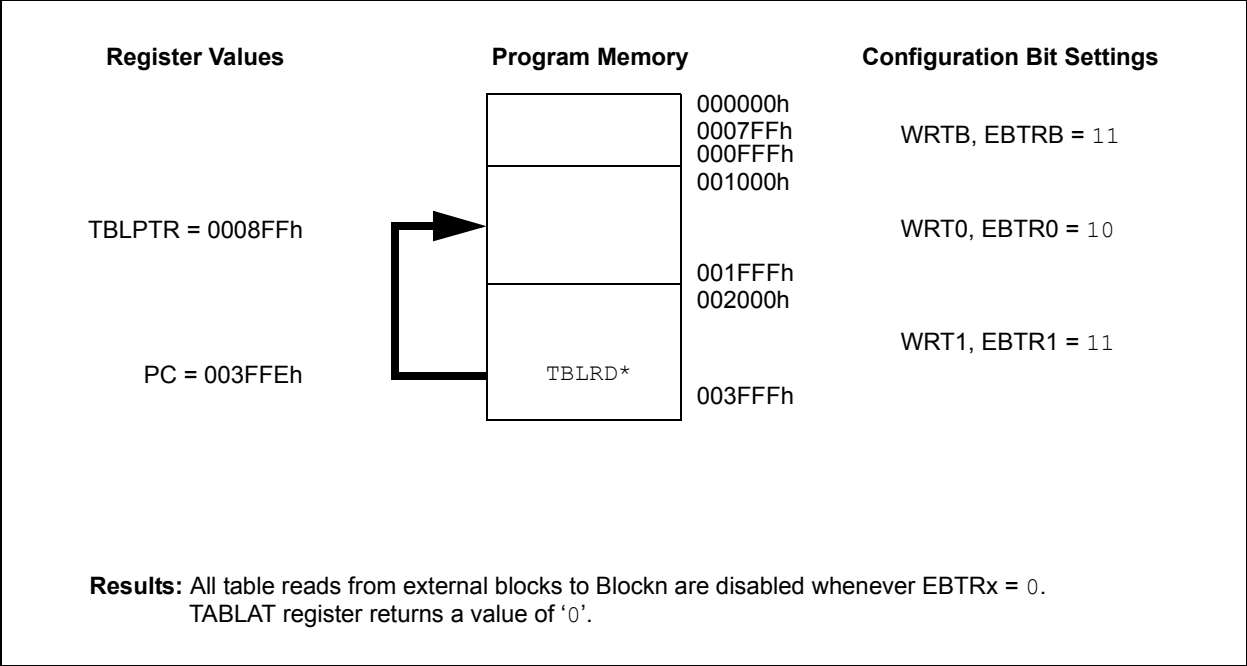 Register Values
Program Memory
Configuration Bit Settings
000000h
0007FFh
WRTB, EBTRB = 11
000FFFh
001000h
TBLPTR = 0008FFh
WRT0, EBTR0 = 10
001FFFh
002000h
WRT1, EBTR1 = 11
PC = 003FFEh
TBLRD*
003FFFh
Results: All table reads from external blocks to Blockn are disabled whenever EBTRx = 0.
TABLAT register returns a value of ‘0’.